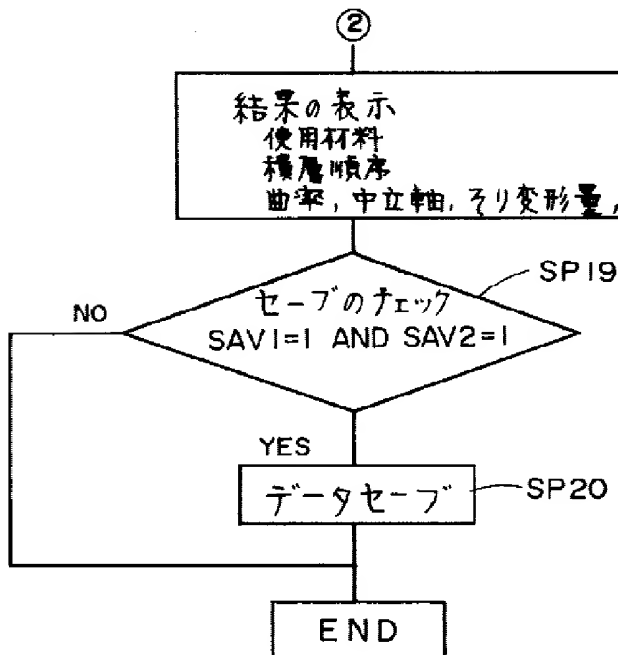 ②
結果の表示
使用材料
積層順序
曲率,中立軸,そり変形量,
SP19
セーブのチェック
NO
SAV1=1 AND SAV2=1
YES
データセーブ
SP20
END